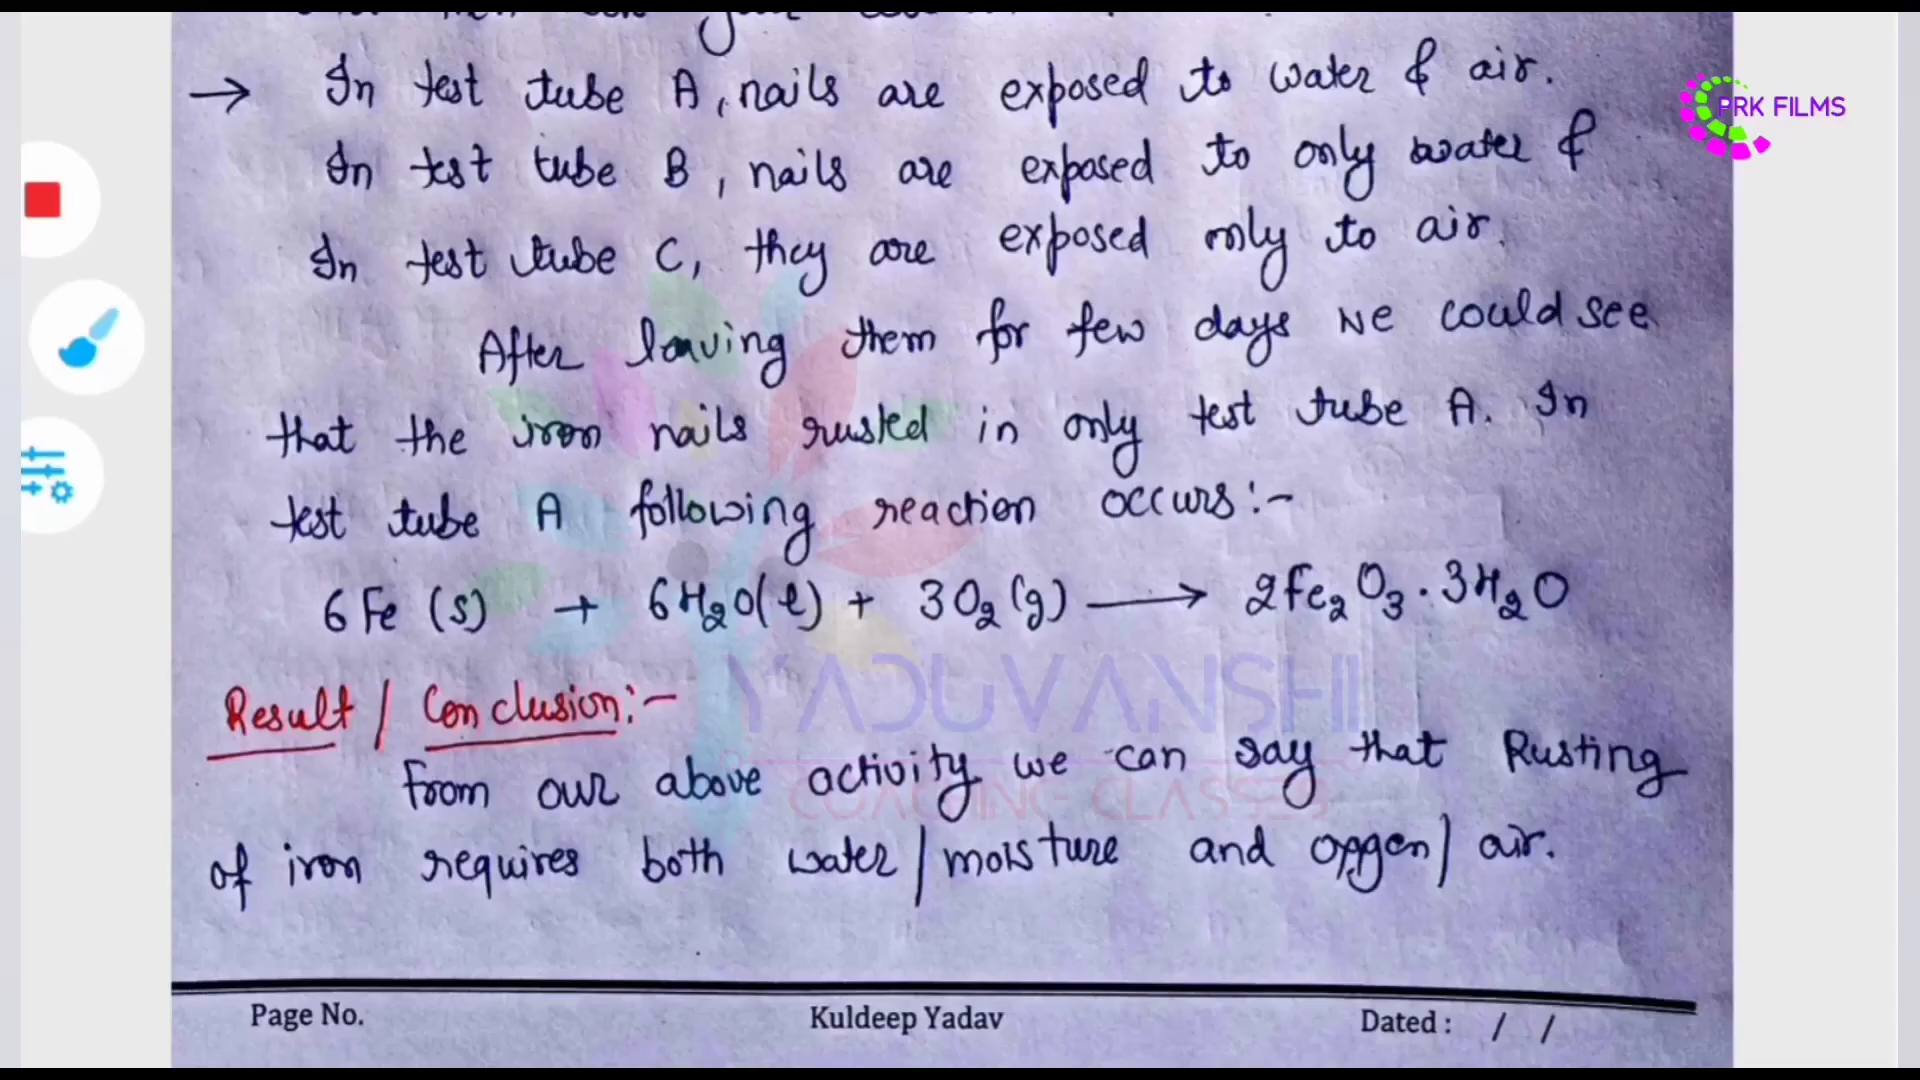 → In test tube A, nails are exposed to water & air.
PRK FILMS
In test tube B, nails are exposed to only water &
In test tube C, they are exposed only to air.
After leaving them for few days we could see
that the iron nails rusted in only test tube A. In
test tube A following reaction occurs:-
6Fe (s) + 6H₂O(l) + 3O₂(g) ⟶ 2Fe₂O₃.3H₂O
YADUVANSHI
Result / Conclusion:-
From our above activity we can say that Rusting
COACHING CLASSES
of iron requires both water/moisture and oxygen/air.
Page No. Kuldeep Yadav Dated: / /